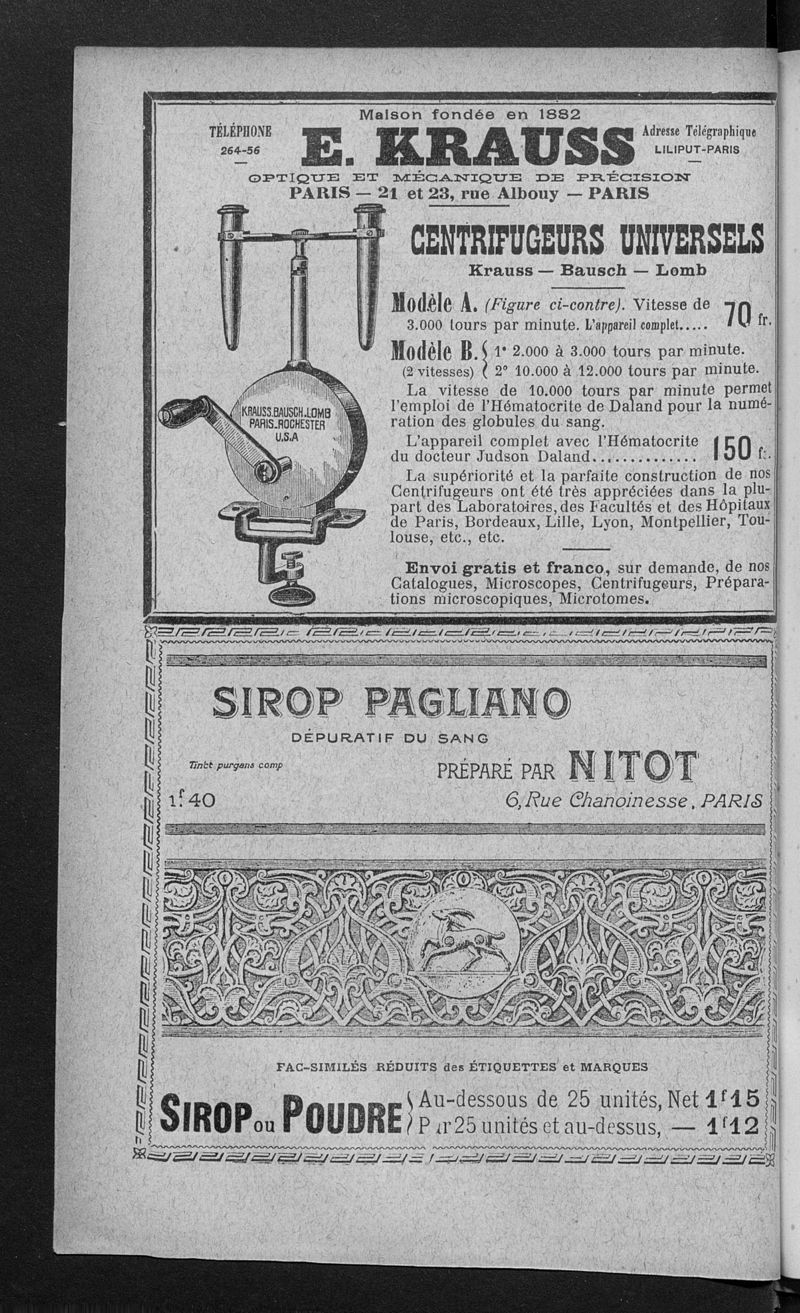 Maison fondée en 1882
TÉLÉPHONE
264-56
E. KRAUSS
Adresse Télégraphique
LILIPUT-PARIS
OPTIQUE ET MÉCANIQUE DE PRÉCISION
PARIS — 21 et 23, rue Albouy — PARIS
CENTRIFUGEURS UNIVERSELS
Krauss — Bausch — Lomb
Modèle A. (Figure ci-contre). Vitesse de
3.000 tours par minute. L'appareil complet..... 70 fr.
Modèle B. { 1° 2.000 à 3.000 tours par minute.
(2 vitesses) { 2° 10.000 à 12.000 tours par minute.
La vitesse de 10.000 tours par minute permet
l'emploi de l'Hématocrite de Daland pour la numé-
ration des globules du sang.
L'appareil complet avec l'Hématocrite
du docteur Judson Daland.............. 150 fr.
La supériorité et la parfaite construction de nos
Centrifugeurs ont été très appréciées dans la plu-
part des Laboratoires, des Facultés et des Hôpitaux
de Paris, Bordeaux, Lille, Lyon, Montpellier, Tou-
louse, etc., etc.
Envoi gratis et franco, sur demande, de nos
Catalogues, Microscopes, Centrifugeurs, Prépara-
tions microscopiques, Microtomes.
KRAUSS.BAUSCH.LOMB
PARIS.ROCHESTER
U.S.A
SIROP PAGLIANO
DÉPURATIF DU SANG
Tinct purgans comp
PRÉPARÉ PAR NITOT
1f.40
6, Rue Chanoinesse, PARIS
FAC-SIMILÉS RÉDUITS des ÉTIQUETTES et MARQUES
SIROP ou POUDRE { Au-dessous de 25 unités, Net 1f15
Par 25 unités et au-dessus, — 1f12